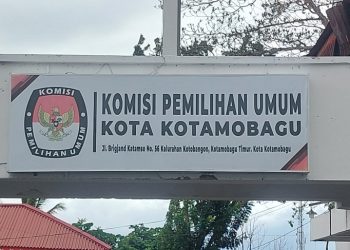 KOMISI
PEMILIHAN UMUM
KOMISI PEMILIHAN UMUM
KOTA KOTAMOBAGU
Jl. Brigjend Katamso No. 56 Kelurahan Kotobangon, Kotamobagu Timur, Kota Kotamobagu